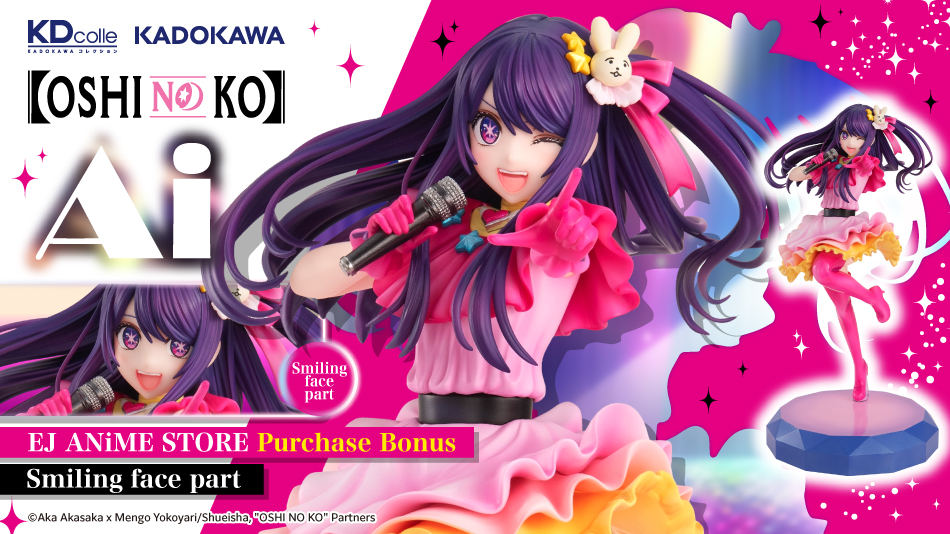 KDcolle
KADOKAWA コレクション
KADOKAWA
【OSHI NO KO】
Ai
Smiling
face
part
EJ ANiME STORE Purchase Bonus
Smiling face part
©Aka Akasaka x Mengo Yokoyari/Shueisha, "OSHI NO KO" Partners